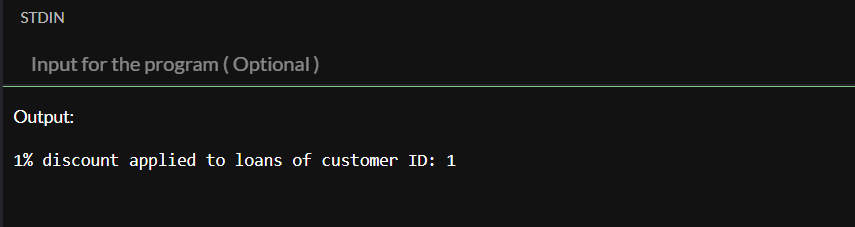 STDIN
Input for the program ( Optional )
Output:
1% discount applied to loans of customer ID: 1